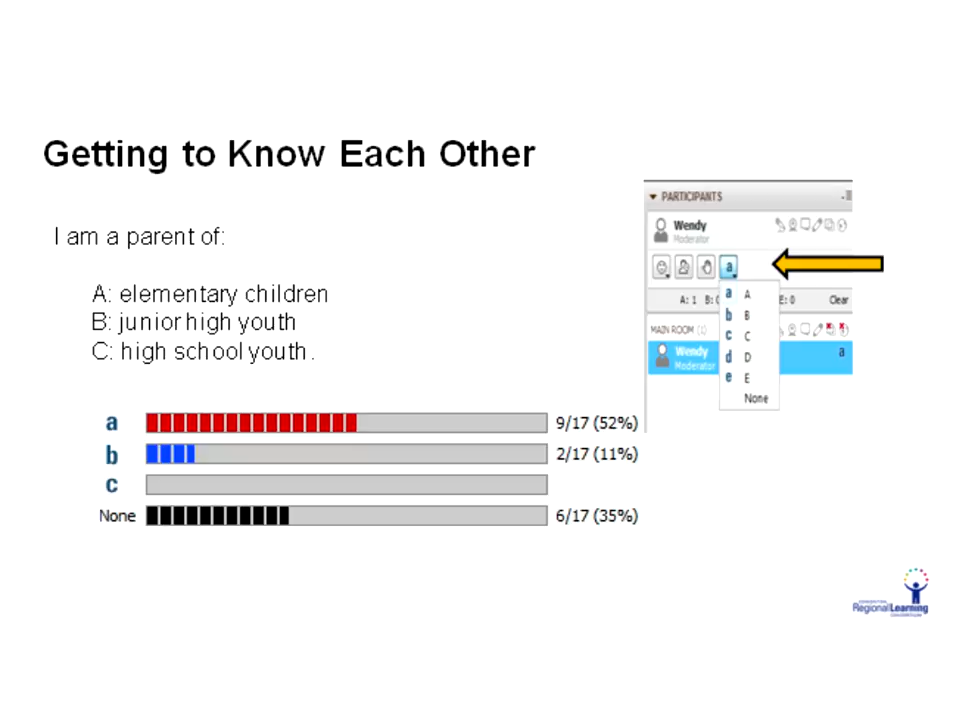 Getting to Know Each Other
I am a parent of:
A: elementary children
B: junior high youth
C: high school youth.
a 9/17 (52%)
b 2/17 (11%)
c
None 6/17 (35%)
PARTICIPANTS
Wendy
Moderator
a
A: 1 B: E: 0 Clear
a A
b B
c C
d D
e E
None
MAIN ROOM (1)
Wendy a
Moderator
Regional Learning